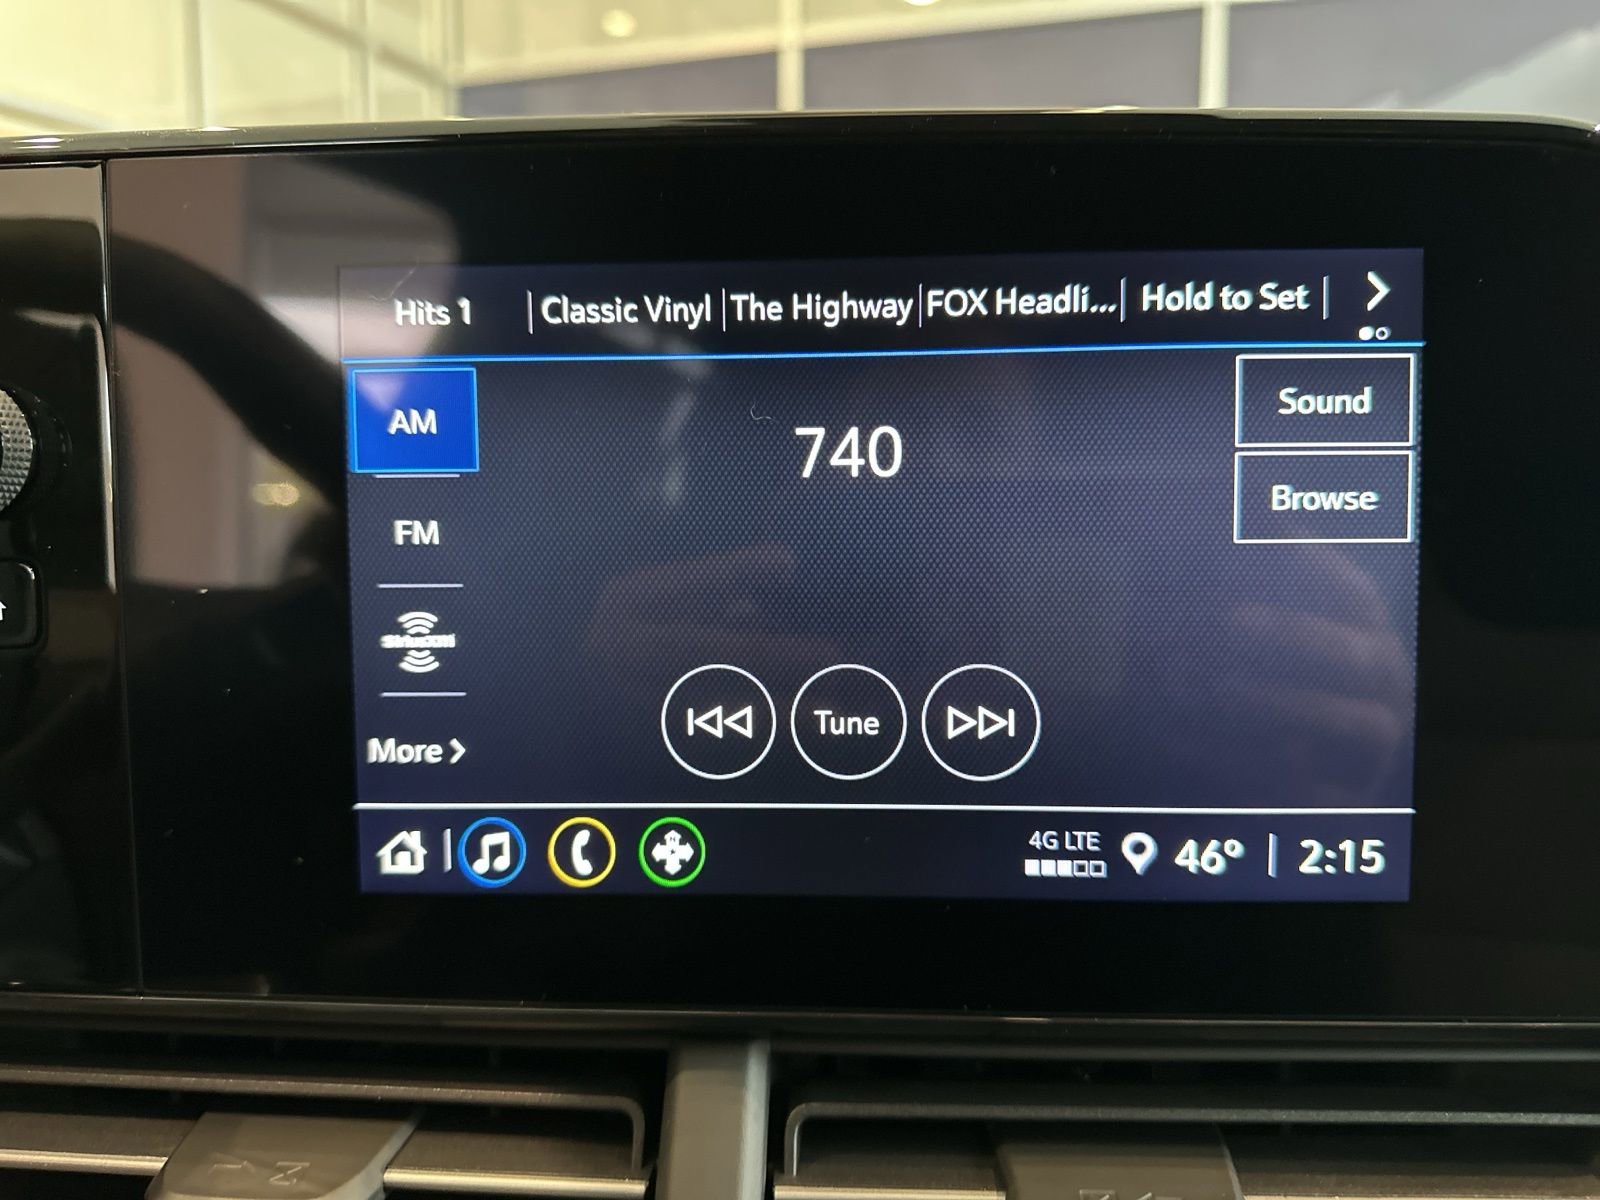 Hits 1 | Classic Vinyl | The Highway | FOX Headli... | Hold to Set |
AM
740
Sound
FM
Browse
SiriusXM
Tune
More >
4G LTE
46° | 2:15